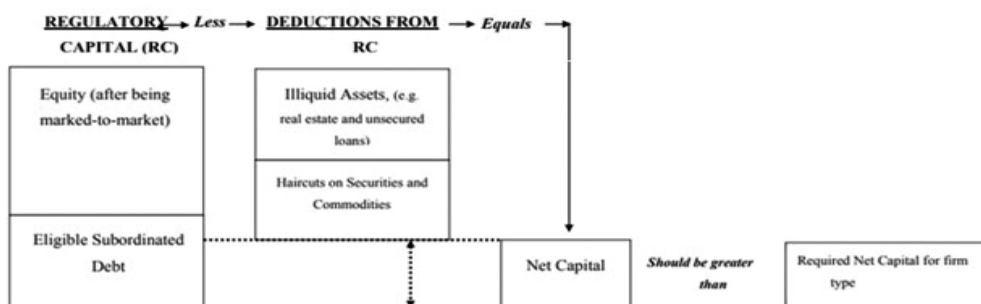 REGULATORY Less DEDUCTIONS FROM Equals
CAPITAL (RC) RC
Equity (after being
marked-to-market)
Illiquid Assets, (e.g.
real estate and unsecured
loans)
Haircuts on Securities and
Commodities
Eligible Subordinated
Debt
Net Capital
Should be greater
than
Required Net Capital for firm
type